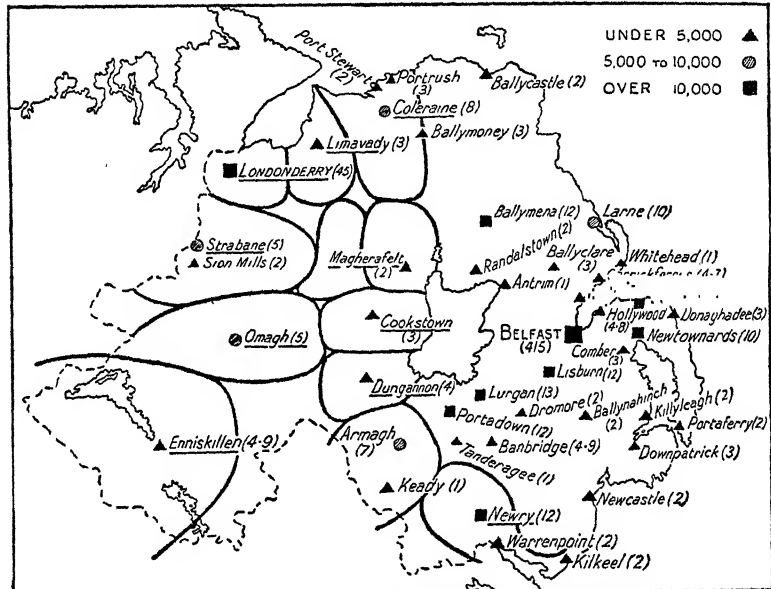 UNDER 5,000
5,000 TO 10,000
OVER 10,000
Port Stewart
(2)
Portrush
(3)
Ballycastle (2)
Coleraine (8)
Limavady (3)
Ballymoney (3)
LONDONDERRY (45)
Ballymena (12)
Larne (10)
Strabane (5)
Sion Mills (2)
Magherafelt
(2)
Randalstown
(2)
Ballyclare
(3)
Whitehead (1)
Antrim (1)
Cookstown
(3)
Omagh (5)
BELFAST
(415)
Hollywood
(4·8)
Donaghadee (3)
Newtownards
(10)
Comber
(3)
Lisburn
(12)
Dungannon (4)
Lurgan (13)
Dromore (2)
Ballynahinch
(2)
Killyleagh (2)
Portaferry (2)
Portadown
(12)
Enniskillen (4·9)
Armagh
(7)
Banbridge (4·9)
Tanderagee (1)
Downpatrick (3)
Keady (1)
Newry (12)
Newcastle (2)
Warrenpoint (2)
Kilkeel (2)